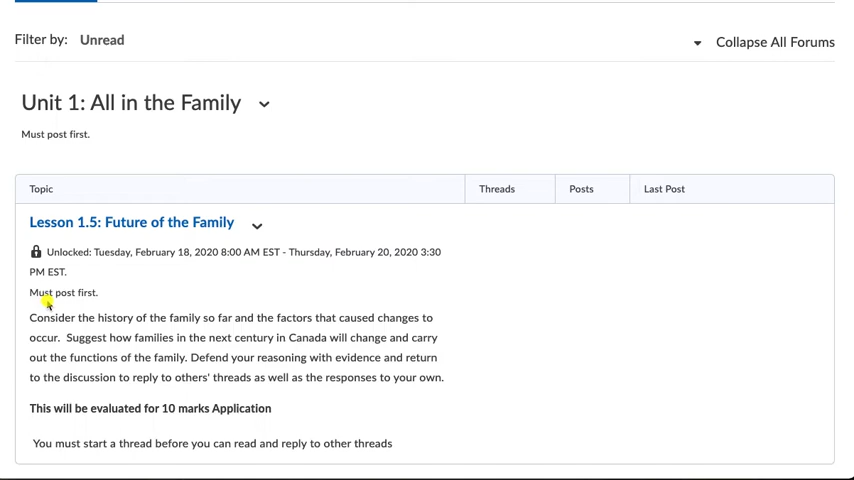 Filter by: Unread
Collapse All Forums
Unit 1: All in the Family
Must post first.
Topic Threads Posts Last Post
Lesson 1.5: Future of the Family
Unlocked: Tuesday, February 18, 2020 8:00 AM EST - Thursday, February 20, 2020 3:30
PM EST.
Must post first.
Consider the history of the family so far and the factors that caused changes to
occur.  Suggest how families in the next century in Canada will change and carry
out the functions of the family. Defend your reasoning with evidence and return
to the discussion to reply to others' threads as well as the responses to your own.
This will be evaluated for 10 marks Application
You must start a thread before you can read and reply to other threads